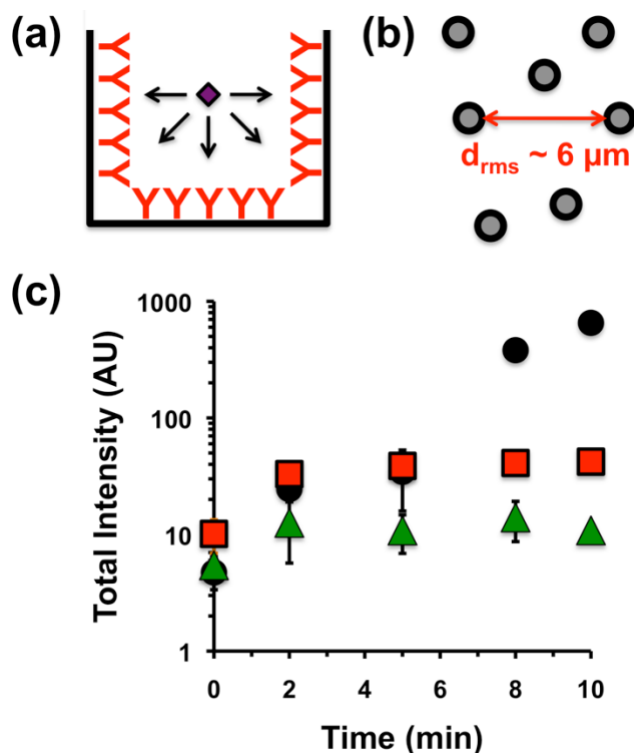 (a)
(b)
d_rms ~ 6 µm
(c)
Total Intensity (AU)
1000
100
10
1
0 2 4 6 8 10
Time (min)